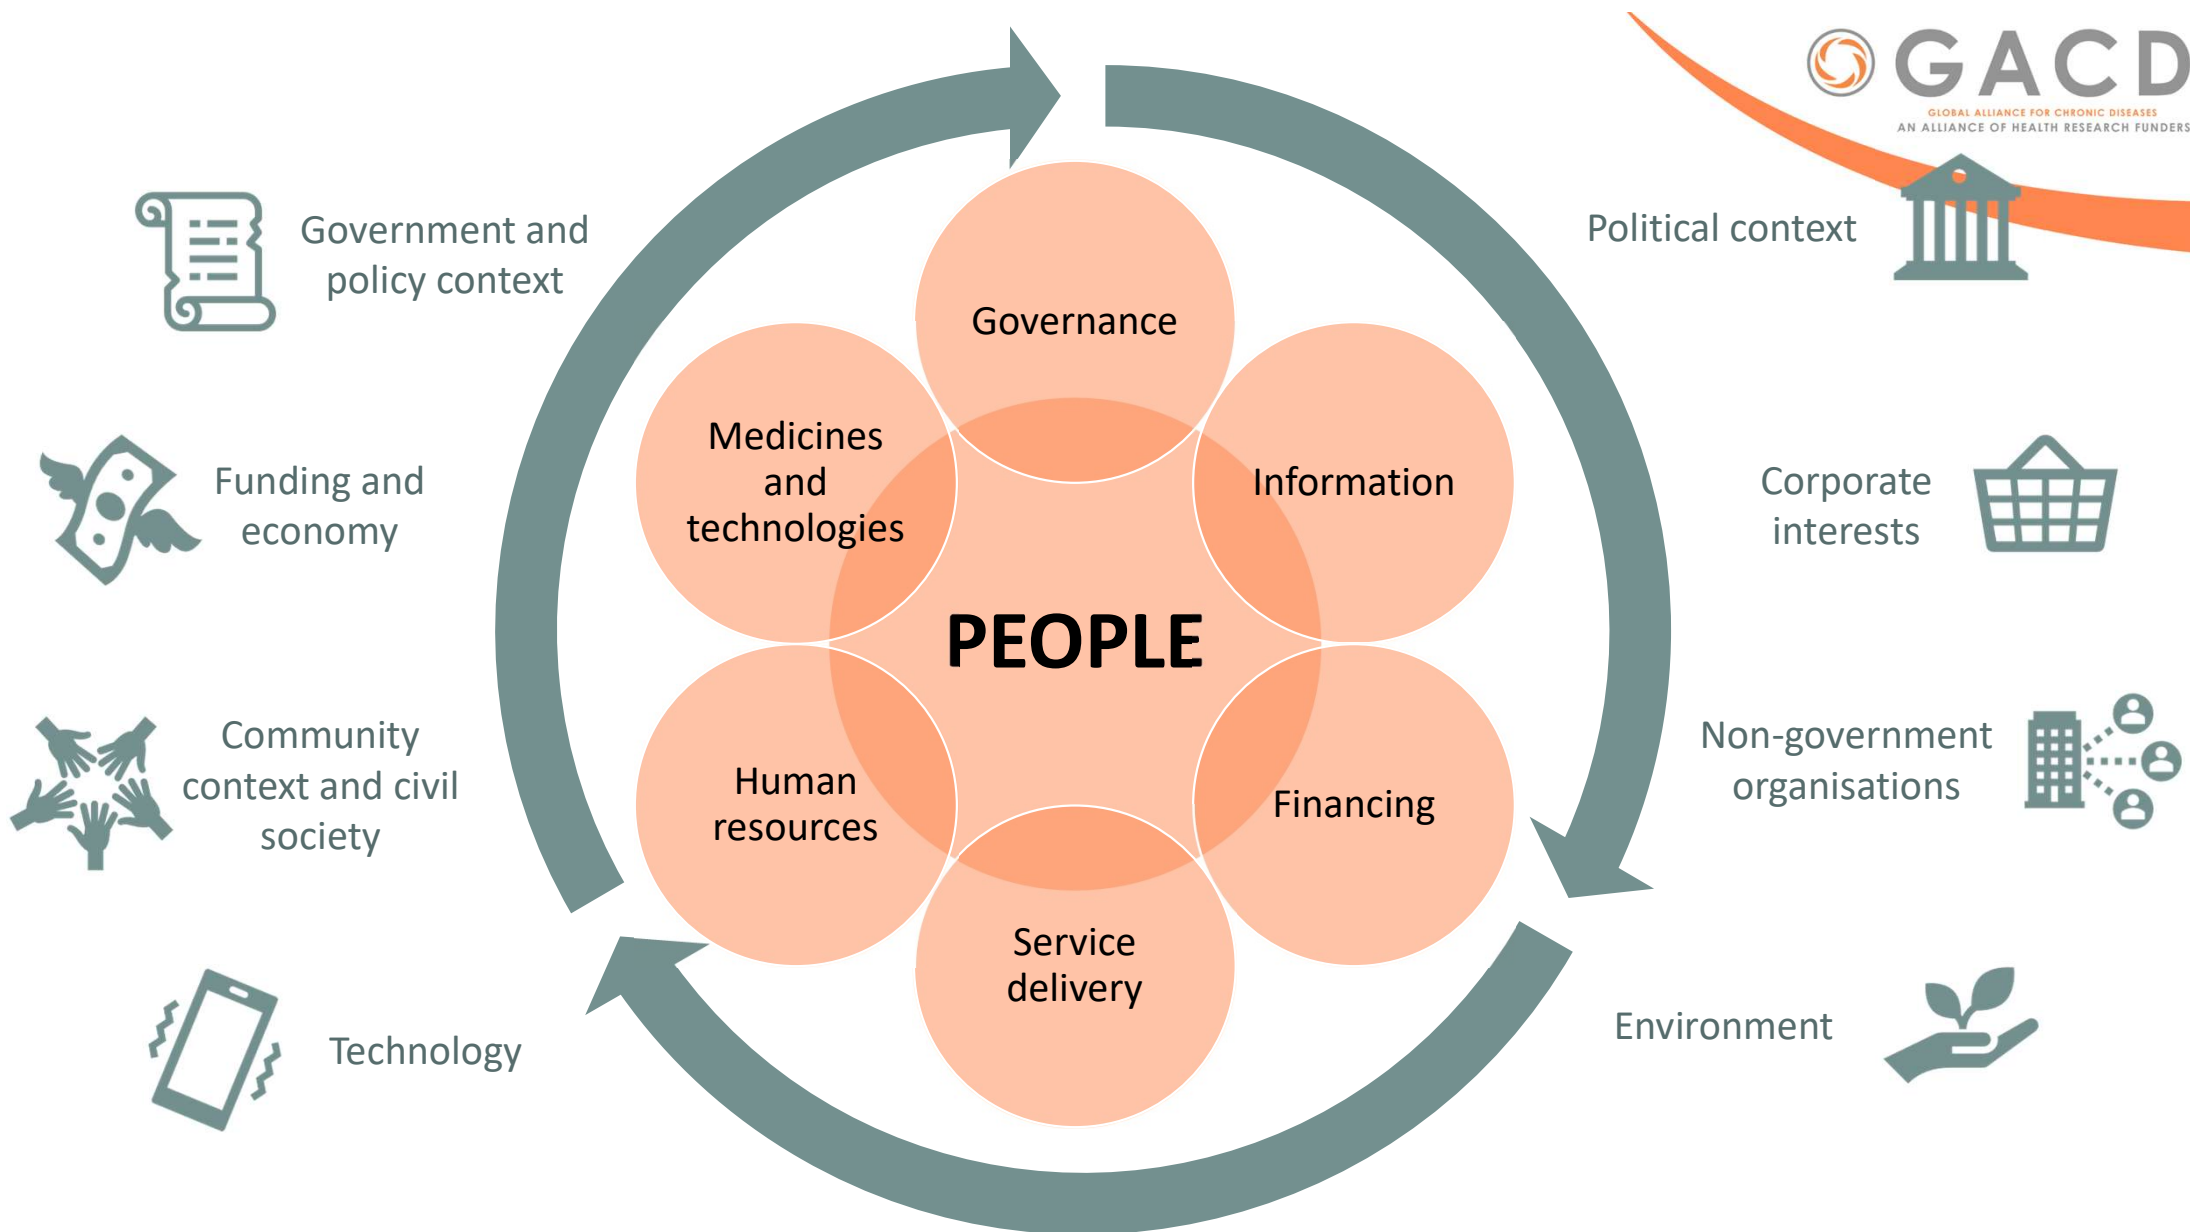 GACD
GLOBAL ALLIANCE FOR CHRONIC DISEASES
AN ALLIANCE OF HEALTH RESEARCH FUNDERS
Government and
policy context
Funding and
economy
Community
context and civil
society
Technology
Governance
Medicines
and
technologies
Information
PEOPLE
Human
resources
Financing
Service
delivery
Political context
Corporate
interests
Non-government
organisations
Environment